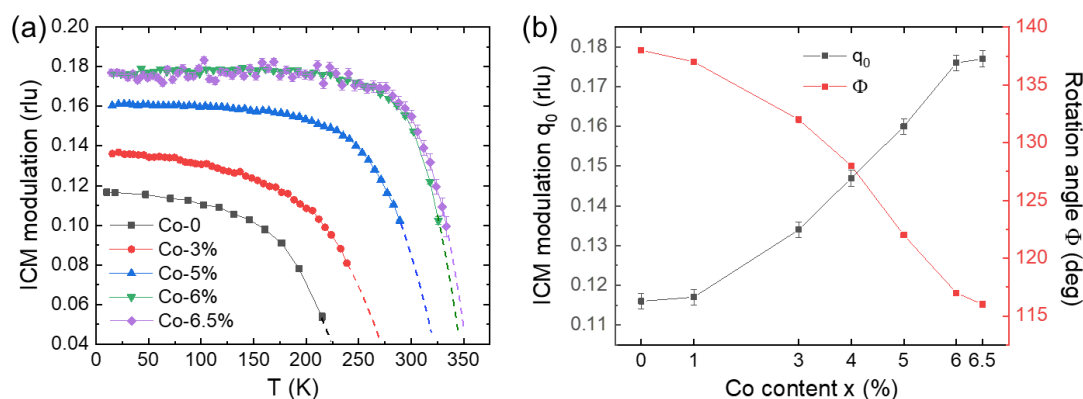 (a)
0.20
0.18
0.16
0.14
0.12
0.10
0.08
0.06
0.04
ICM modulation (rlu)
Co-0
Co-3%
Co-5%
Co-6%
Co-6.5%
0 50 100 150 200 250 300 350
T (K)
(b)
0.18
0.17
0.16
0.15
0.14
0.13
0.12
0.11
ICM modulation q₀ (rlu)
q₀
Φ
140
135
130
125
120
115
Rotation angle Φ (deg)
0 1 3 4 5 6 6.5
Co content x (%)